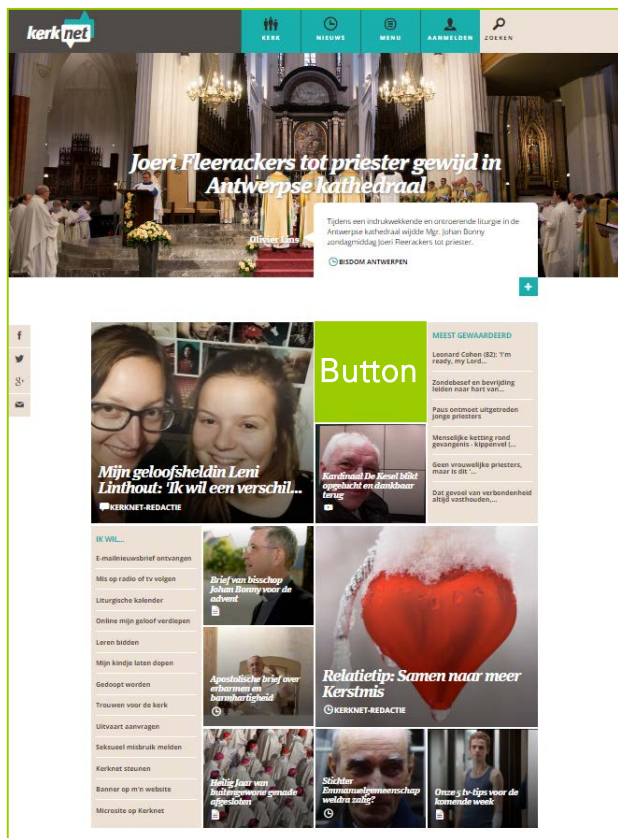 kerk net
KERK
NIEUWS
MENU
AANMELDEN
ZOEKEN
Joeri Fleerackers tot priester gewijd in
Antwerpse kathedraal
Olivier Lins
Tijdens een indrukwekkende en ontroerende liturgie in de
Antwerpse kathedraal wijdde Mgr. Johan Bonny
zondagmiddag Joeri Fleerackers tot priester.
BISDOM ANTWERPEN
+
f
g+
Mijn geloofsheldin Leni
Linthout: 'Ik wil een verschil...
KERKNET-REDACTIE
Button
Kardinaal De Kesel blikt
opgelucht en dankbaar
terug
MEEST GEWAARDEERD
Leonard Cohen (82): 'I'm
ready, my Lord...
Zondebesef en bevrijding
leiden naar hart van...
Paus ontmoet uitgetreden
jonge priesters
Menselijke ketting rond
gevangenis - kippenvel (...
Geen vrouwelijke priesters,
maar is dit '...
Dat gevoel van verbondenheid
altijd vasthouden,...
IK WIL...
E-mailnieuwsbrief ontvangen
Mis op radio of tv volgen
Liturgische kalender
Online mijn geloof verdiepen
Leren bidden
Mijn kindje laten dopen
Gedoopt worden
Trouwen voor de kerk
Uitvaart aanvragen
Seksueel misbruik melden
Kerknet steunen
Banner op m'n website
Microsite op Kerknet
Brief van bisschop
Johan Bonny voor de
advent
Apostolische brief over
erbarmen en
barmhartigheid
Relatietip: Samen naar meer
Kerstmis
KERKNET-REDACTIE
Heilig Jaar van
buitengewone genade
afgesloten
Stichter
Emmanuelgemeenschap
weldra zalig?
Onze 5 tv-tips voor de
komende week